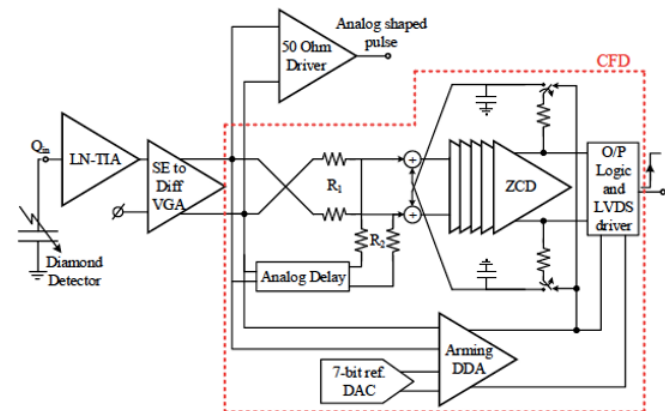 Analog shaped
pulse
50 Ohm
Driver
CFD
Qin
LN-TIA
SE to
Diff
VGA
R1
R2
ZCD
O/P
Logic
and
LVDS
driver
Diamond
Detector
Analog Delay
Arming
DDA
7-bit ref.
DAC